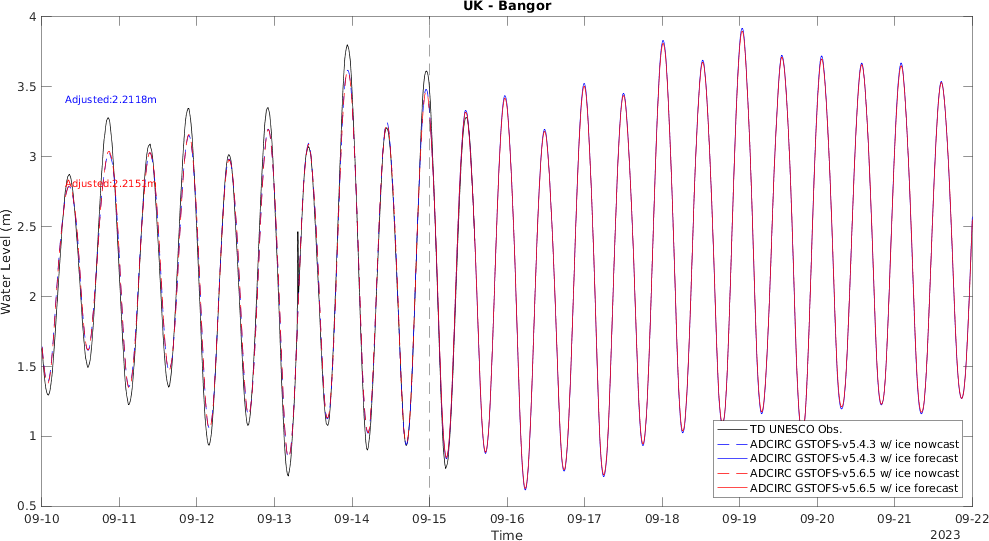 UK - Bangor
4
3.5
3
2.5
2
1.5
1
0.5
Water Level (m)
Adjusted:2.2118m
Adjusted:2.2151m
TD UNESCO Obs.
ADCIRC GSTOFS-v5.4.3 w/ ice nowcast
ADCIRC GSTOFS-v5.4.3 w/ ice forecast
ADCIRC GSTOFS-v5.6.5 w/ ice nowcast
ADCIRC GSTOFS-v5.6.5 w/ ice forecast
09-10 09-11 09-12 09-13 09-14 09-15 09-16 09-17 09-18 09-19 09-20 09-21 09-22
Time
2023